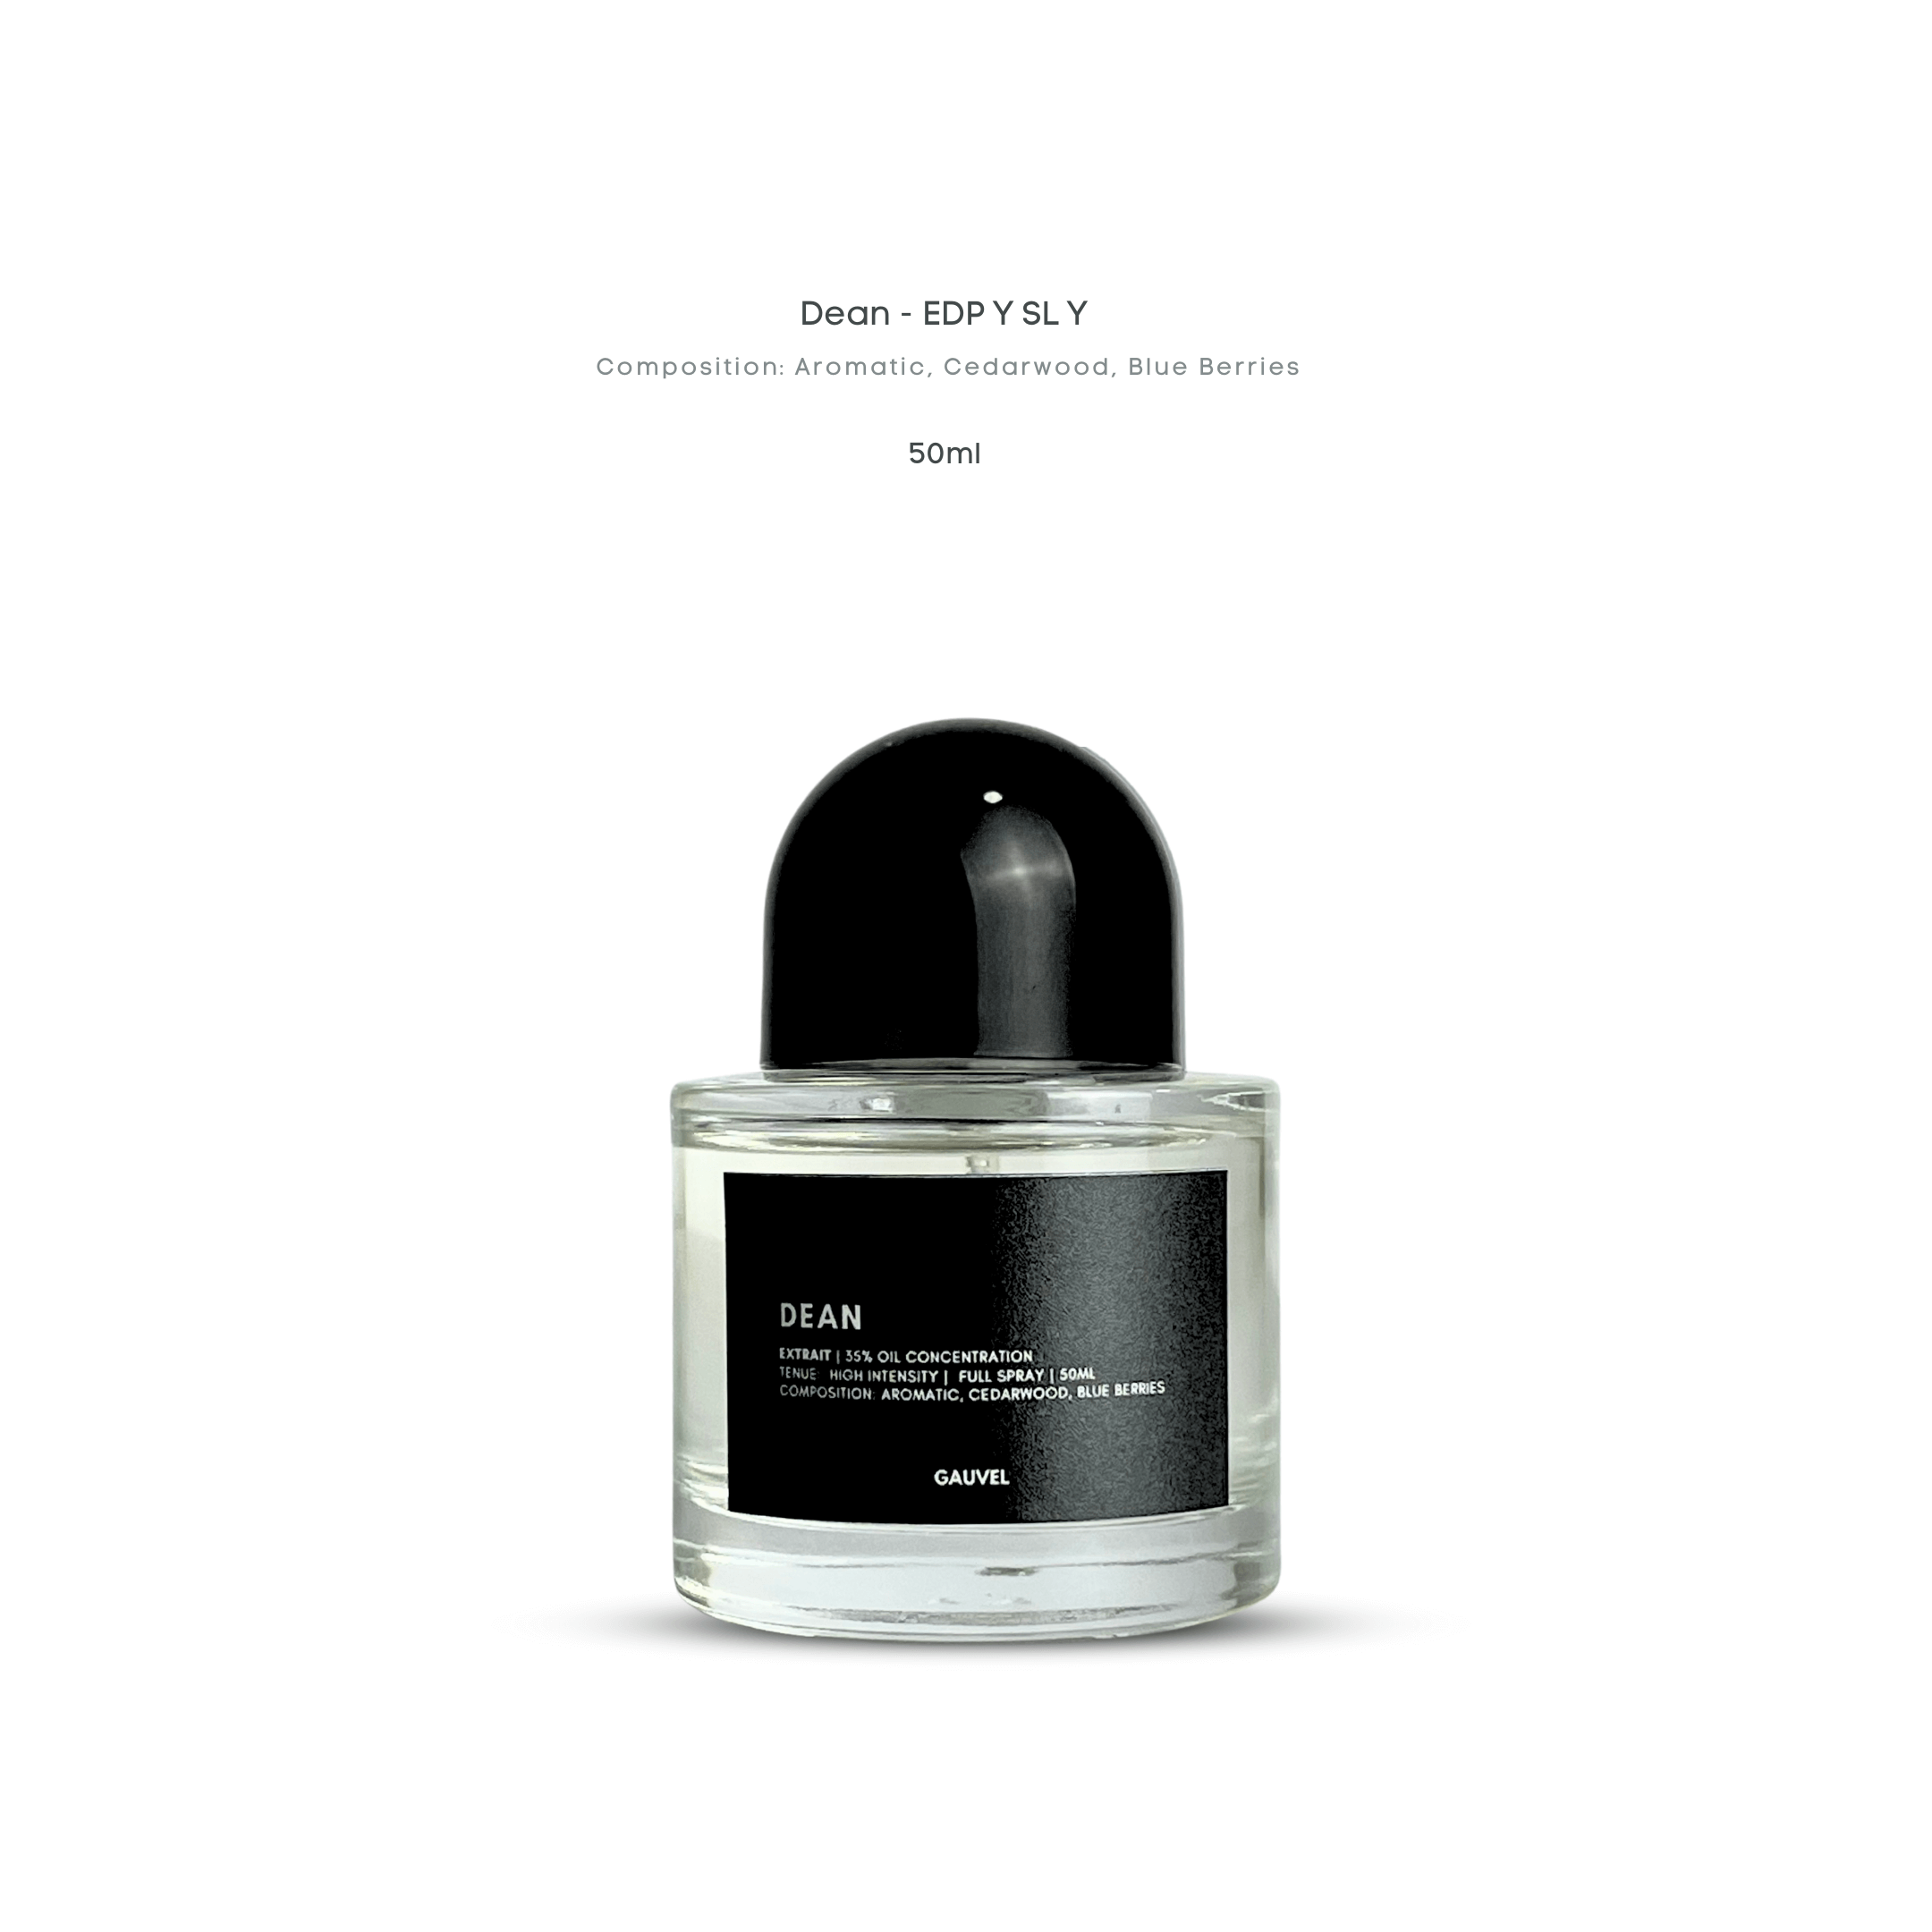 Dean - EDP Y SL Y
Composition: Aromatic, Cedarwood, Blue Berries
50ml
DEAN
EXTRAIT | 35% OIL CONCENTRATION
TENUE: HIGH INTENSITY | FULL SPRAY | 50ML
COMPOSITION: AROMATIC, CEDARWOOD, BLUE BERRIES
GAUVEL